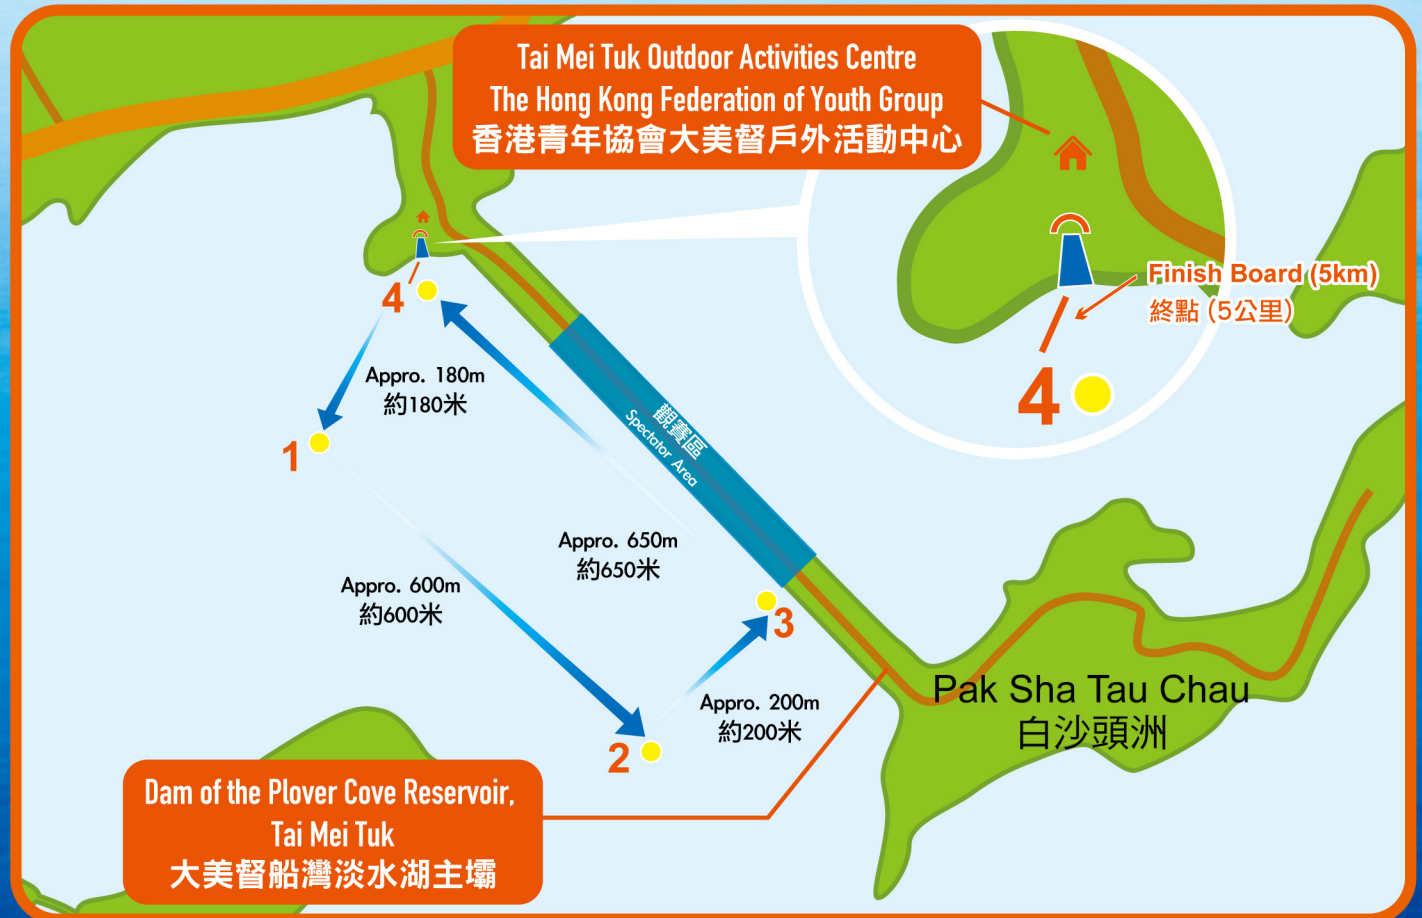 Tai Mei Tuk Outdoor Activities Centre
The Hong Kong Federation of Youth Group
香港青年協會大美督戶外活動中心
Finish Board (5km)
終點 (5公里)
4
4
Appro. 180m
約180米
1
觀賽區
Spectator Area
Appro. 650m
約650米
Appro. 600m
約600米
3
Appro. 200m
約200米
2
Pak Sha Tau Chau
白沙頭洲
Dam of the Plover Cove Reservoir,
Tai Mei Tuk
大美督船灣淡水湖主壩